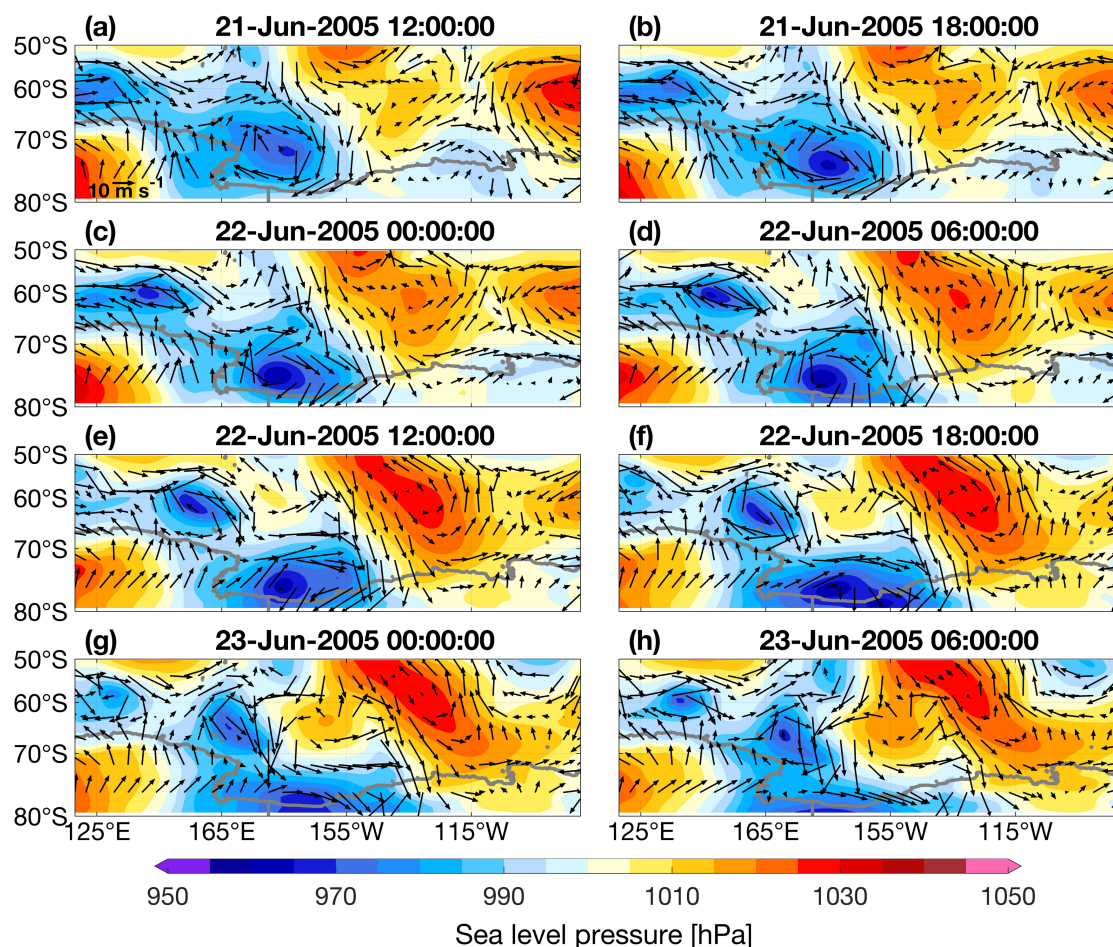 (a) 21-Jun-2005 12:00:00
(b) 21-Jun-2005 18:00:00
50°S
60°S
70°S
80°S
10 m s⁻¹
(c) 22-Jun-2005 00:00:00
(d) 22-Jun-2005 06:00:00
50°S
60°S
70°S
80°S
(e) 22-Jun-2005 12:00:00
(f) 22-Jun-2005 18:00:00
50°S
60°S
70°S
80°S
(g) 23-Jun-2005 00:00:00
(h) 23-Jun-2005 06:00:00
50°S
60°S
70°S
80°S
125°E 165°E 155°W 115°W
125°E 165°E 155°W 115°W
950 970 990 1010 1030 1050
Sea level pressure [hPa]